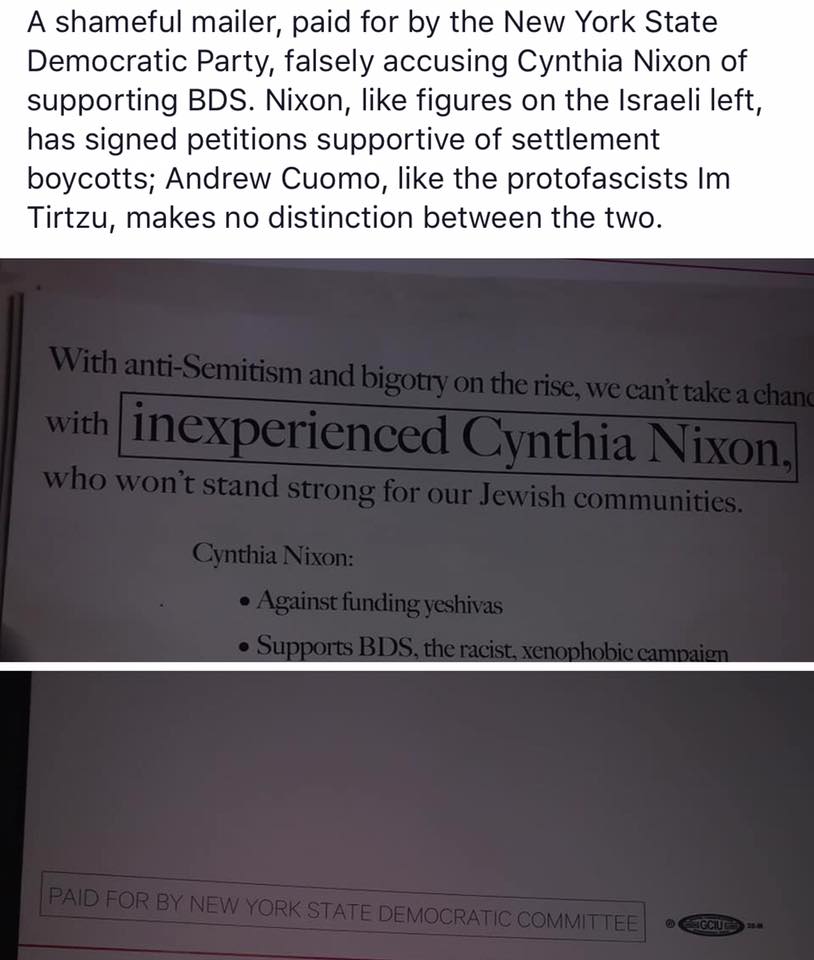 A shameful mailer, paid for by the New York State
Democratic Party, falsely accusing Cynthia Nixon of
supporting BDS. Nixon, like figures on the Israeli left,
has signed petitions supportive of settlement
boycotts; Andrew Cuomo, like the protofascists Im
Tirtzu, makes no distinction between the two.
With anti-Semitism and bigotry on the rise, we can't take a chanc
with inexperienced Cynthia Nixon,
who won't stand strong for our Jewish communities.
Cynthia Nixon:
• Against funding yeshivas
• Supports BDS, the racist, xenophobic campaign
PAID FOR BY NEW YORK STATE DEMOCRATIC COMMITTEE
® GCIU